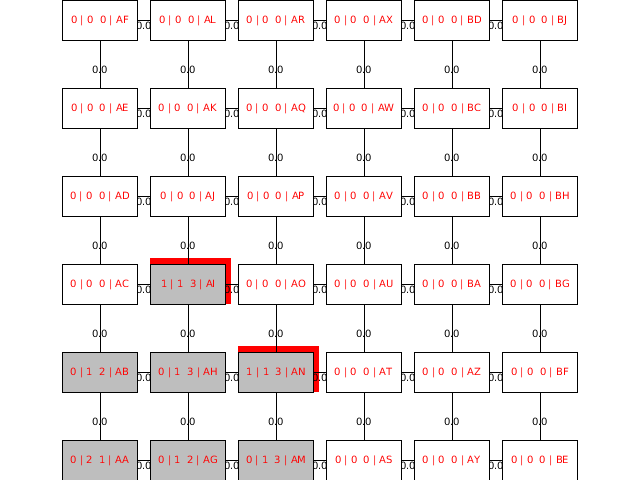 0 | 0 0 | AF 0.0 0 | 0 0 | AL 0.0 0 | 0 0 | AR 0.0 0 | 0 0 | AX 0.0 0 | 0 0 | BD 0.0 0 | 0 0 | BJ
0.0 0.0 0.0 0.0 0.0 0.0
0 | 0 0 | AE 0.0 0 | 0 0 | AK 0.0 0 | 0 0 | AQ 0.0 0 | 0 0 | AW 0.0 0 | 0 0 | BC 0.0 0 | 0 0 | BI
0.0 0.0 0.0 0.0 0.0 0.0
0 | 0 0 | AD 0.0 0 | 0 0 | AJ 0.0 0 | 0 0 | AP 0.0 0 | 0 0 | AV 0.0 0 | 0 0 | BB 0.0 0 | 0 0 | BH
0.0 0.0 0.0 0.0 0.0 0.0
0 | 0 0 | AC 0.0 1 | 1 3 | AI 0.0 0 | 0 0 | AO 0.0 0 | 0 0 | AU 0.0 0 | 0 0 | BA 0.0 0 | 0 0 | BG
0.0 0.0 0.0 0.0 0.0 0.0
0 | 1 2 | AB 0.0 0 | 1 3 | AH 0.0 1 | 1 3 | AN 0.0 0 | 0 0 | AT 0.0 0 | 0 0 | AZ 0.0 0 | 0 0 | BF
0.0 0.0 0.0 0.0 0.0 0.0
0 | 2 1 | AA 0.0 0 | 1 2 | AG 0.0 0 | 1 3 | AM 0.0 0 | 0 0 | AS 0.0 0 | 0 0 | AY 0.0 0 | 0 0 | BE